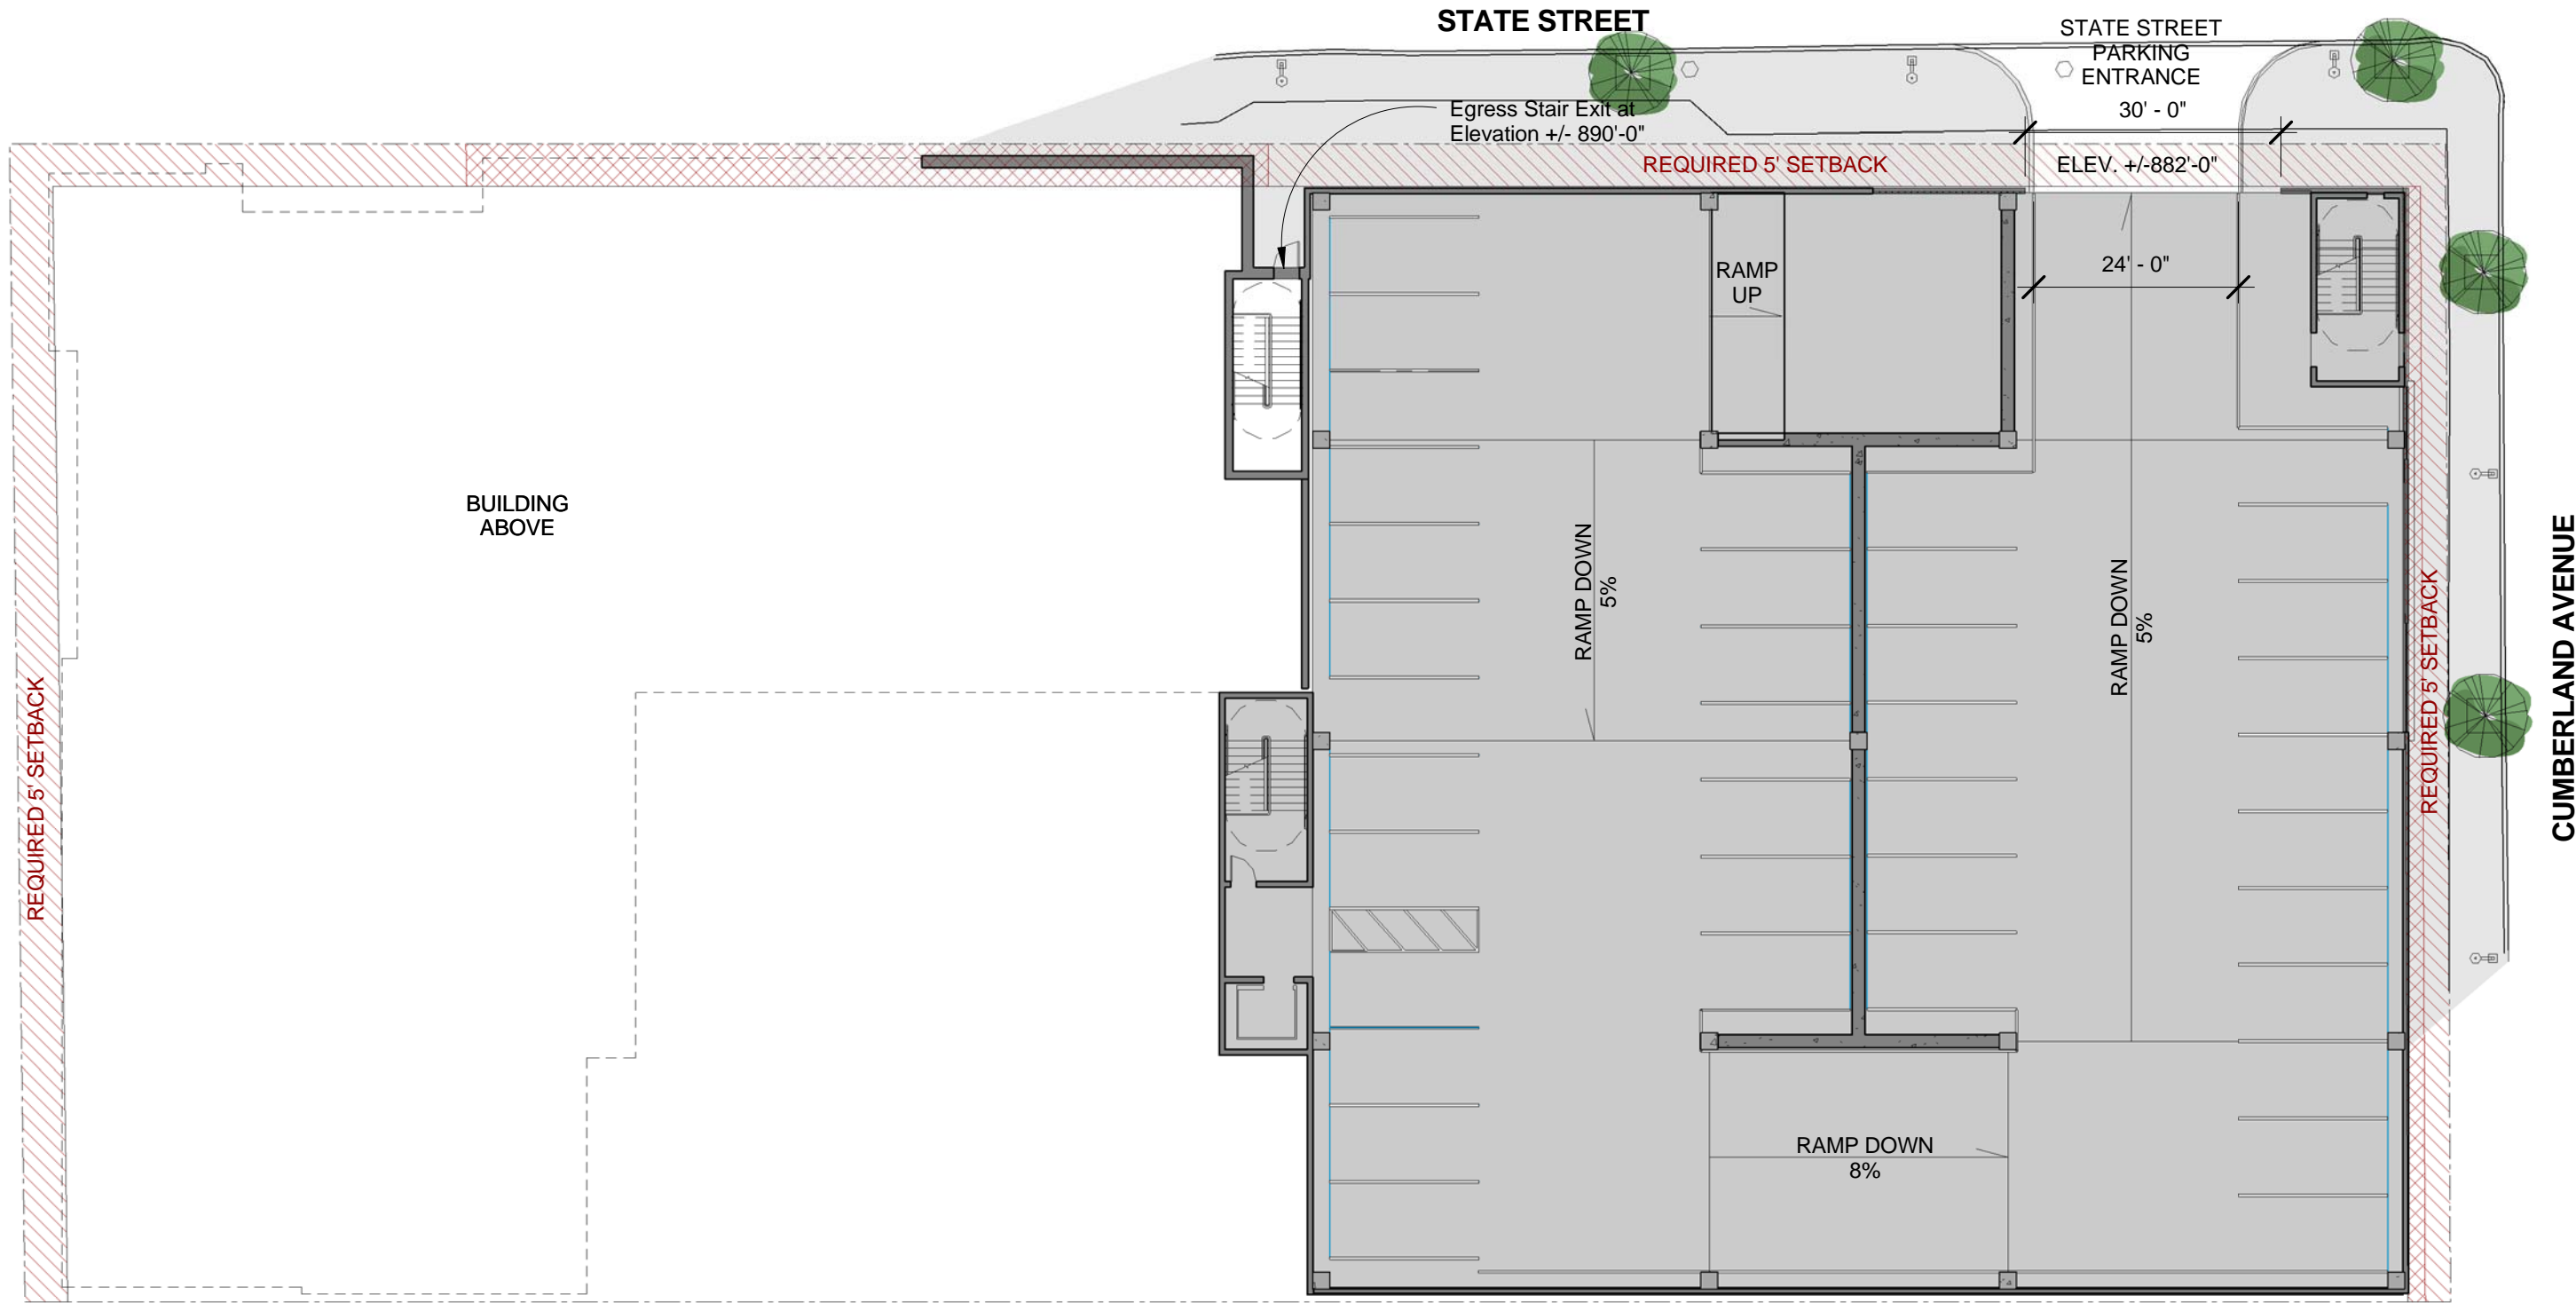 STATE STREET
STATE STREET
PARKING
ENTRANCE
30' - 0"
Egress Stair Exit at
Elevation +/- 890'-0"
REQUIRED 5' SETBACK
ELEV. +/-882'-0"
RAMP
UP
24' - 0"
BUILDING
ABOVE
RAMP DOWN
5%
RAMP DOWN
5%
REQUIRED 5' SETBACK
REQUIRED 5' SETBACK
CUMBERLAND AVENUE
RAMP DOWN
8%